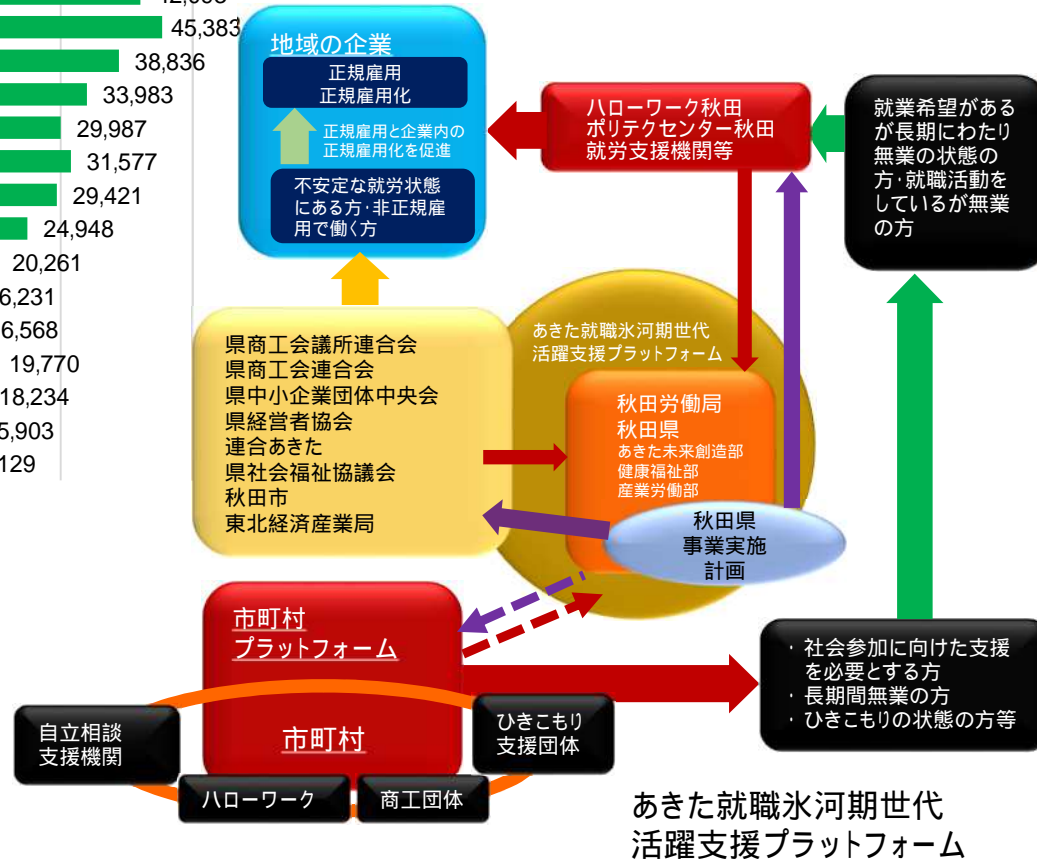 45,383
38,836
33,983
29,987
31,577
29,421
24,948
20,261
6,231
6,568
19,770
18,234
5,903
129
地域の企業
正規雇用
正規雇用化
正規雇用と企業内の
正規雇用化を促進
不安定な就労状態
にある方・非正規雇
用で働く方
ハローワーク秋田
ポリテクセンター秋田
就労支援機関等
就業希望がある
が長期にわたり
無業の状態の
方・就職活動を
しているが無業
の方
県商工会議所連合会
県商工会連合会
県中小企業団体中央会
県経営者協会
連合あきた
県社会福祉協議会
秋田市
東北経済産業局
あきた就職氷河期世代
活躍支援プラットフォーム
秋田労働局
秋田県
あきた未来創造部
健康福祉部
産業労働部
秋田県
事業実施
計画
市町村
プラットフォーム
市町村
自立相談
支援機関
ハローワーク
商工団体
ひきこもり
支援団体
・社会参加に向けた支援
を必要とする方
・長期間無業の方
・ひきこもりの状態の方等
あきた就職氷河期世代
活躍支援プラットフォーム